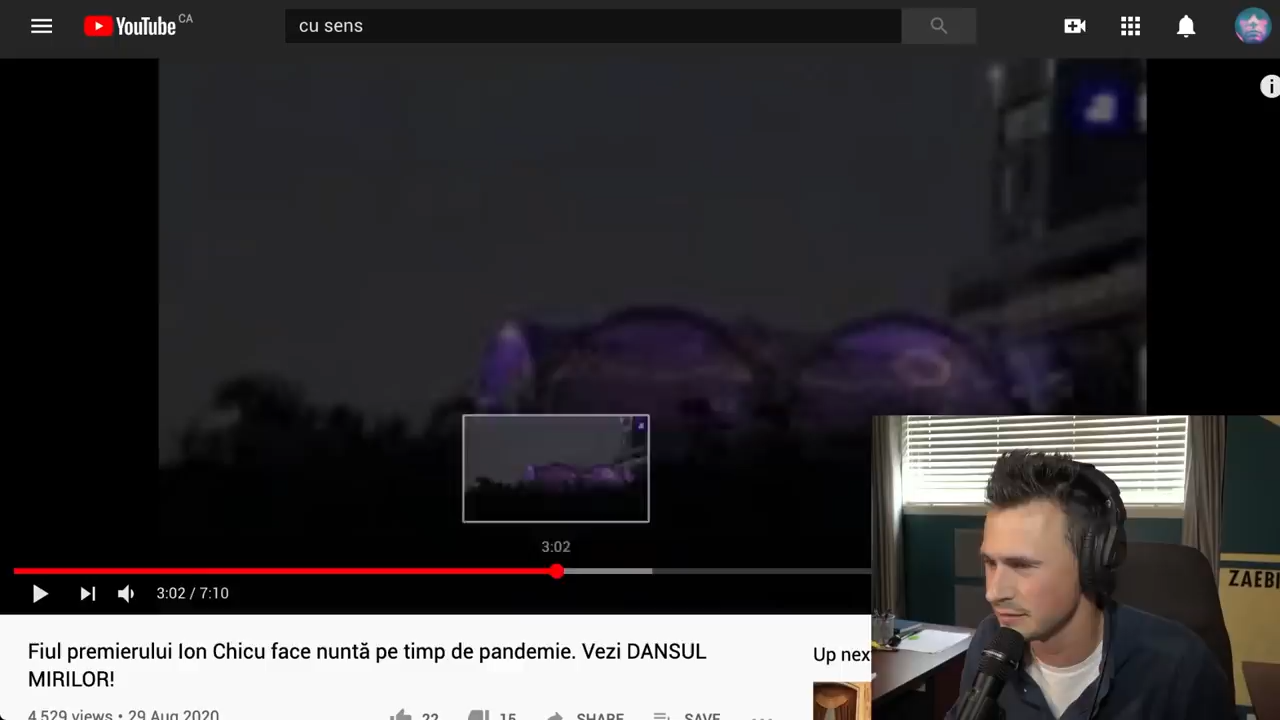 YouTube CA
cu sens
3:02
3:02 / 7:10
Fiul premierului Ion Chicu face nuntă pe timp de pandemie. Vezi DANSUL
MIRILOR!
Up nex
4,529 views • 29 Aug 2020
22
15
SHARE
SAVE
ZAEB